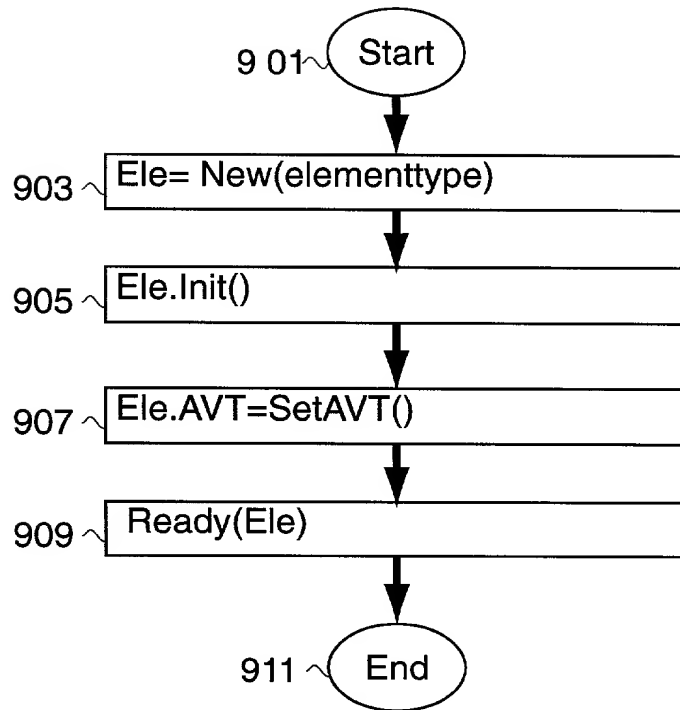 9 01 Start
903 Ele= New(elementtype)
905 Ele.Init()
907 Ele.AVT=SetAVT()
909 Ready(Ele)
911 End